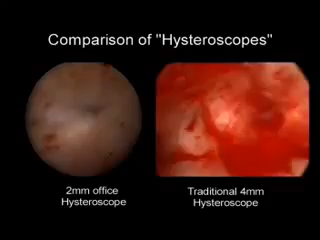 Comparison of "Hysteroscopes"
2mm office
Hysteroscope
Traditional 4mm
Hysteroscope